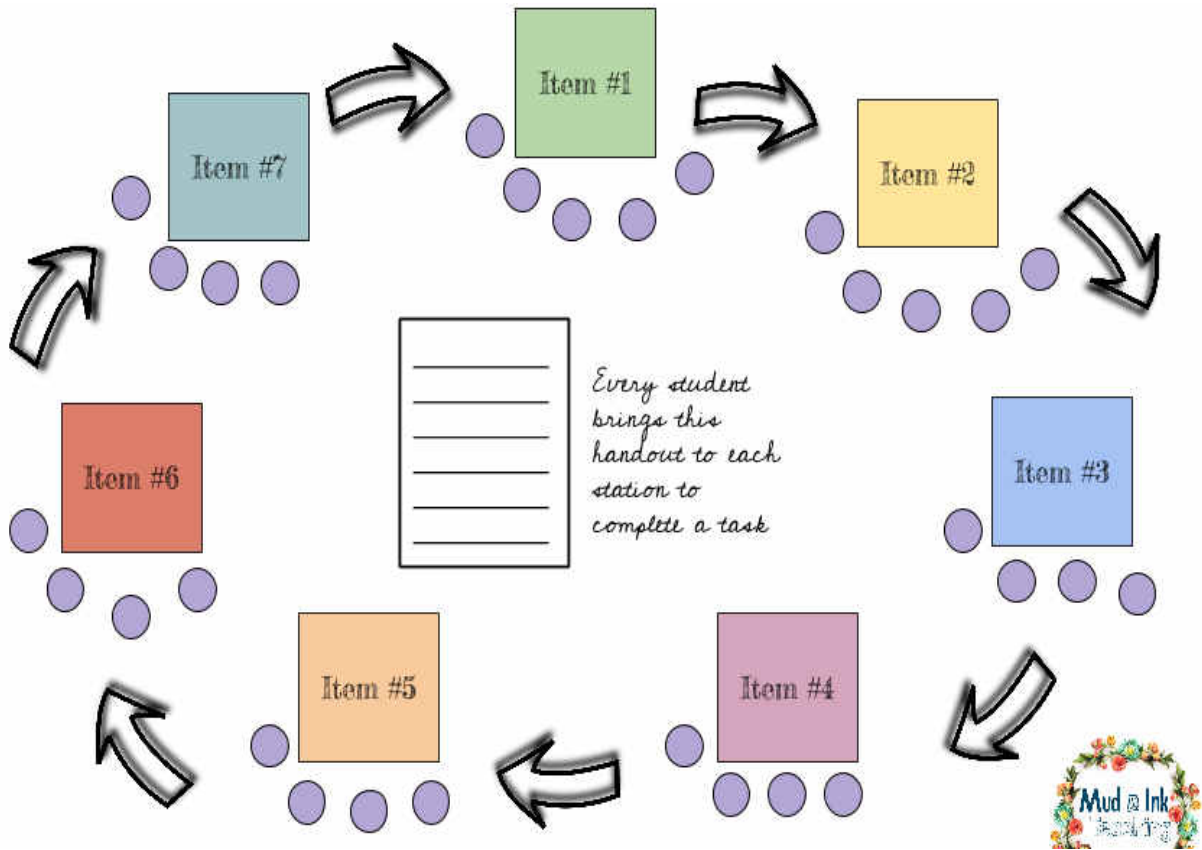 Item #1
Item #7
Item #2
Every student
brings this
handout to each
station to
complete a task
Item #6
Item #3
Item #5
Item #4
Mud & Ink
Teaching